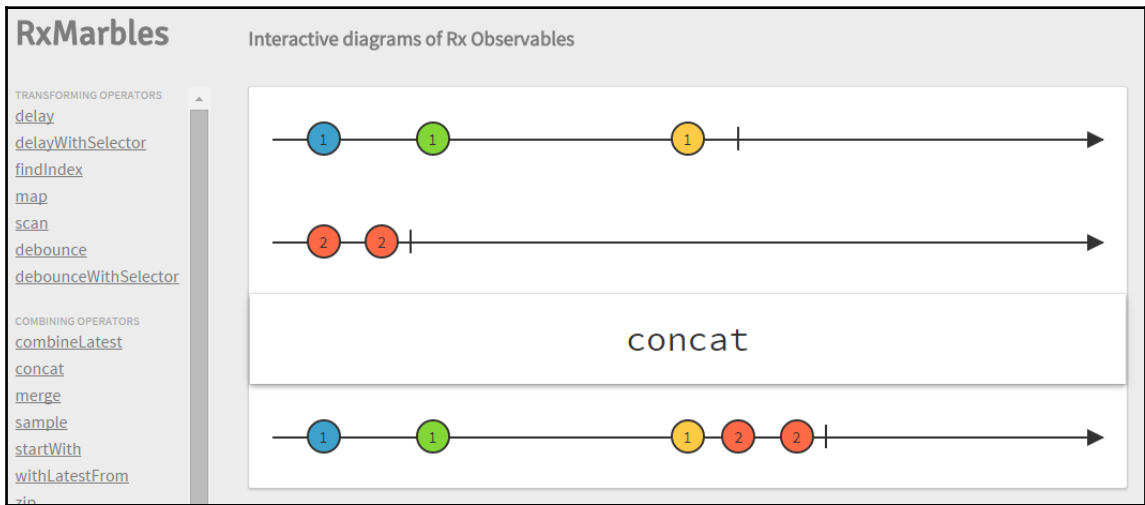 RxMarbles
Interactive diagrams of Rx Observables
TRANSFORMING OPERATORS
delay
delayWithSelector
findIndex
map
scan
debounce
debounceWithSelector
COMBINING OPERATORS
combineLatest
concat
merge
sample
startWith
withLatestFrom
zip
1 1 1
2 2
concat
1 1 1 2 2